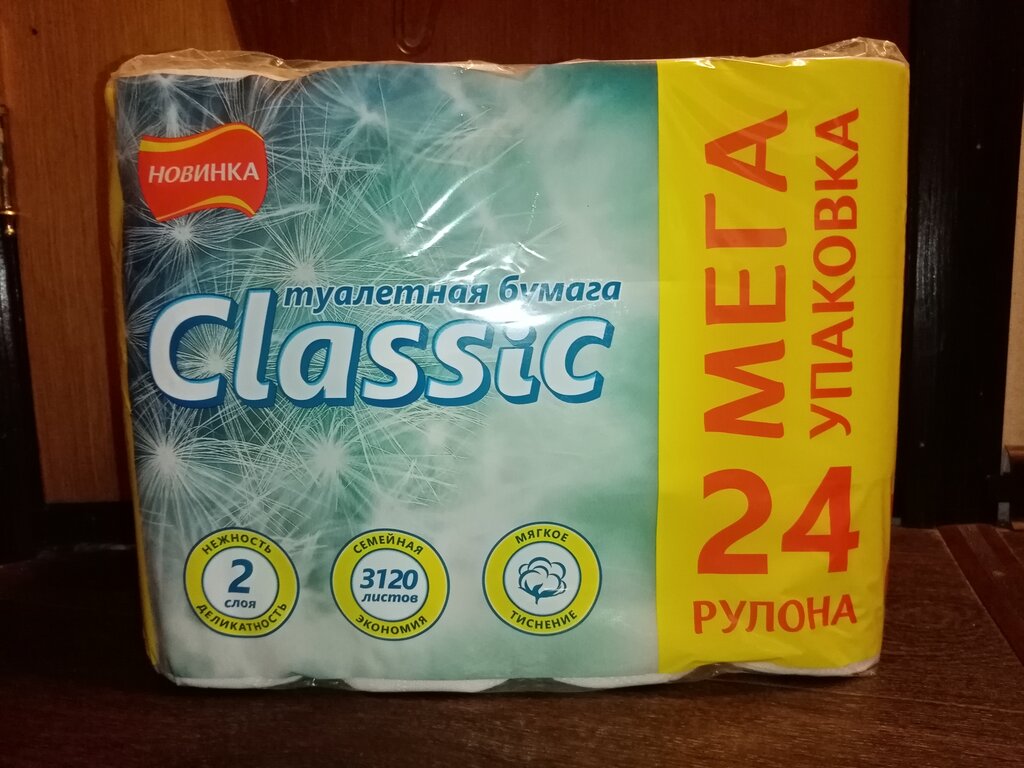 НОВИНКА
туалетная бумага
Classic
НЕЖНОСТЬ
2
слоя
ДЕЛИКАТНОСТЬ
СЕМЕЙНАЯ
3120
листов
ЭКОНОМИЯ
МЯГКОЕ
ТИСНЕНИЕ
МЕГА
УПАКОВКА
24
РУЛОНА